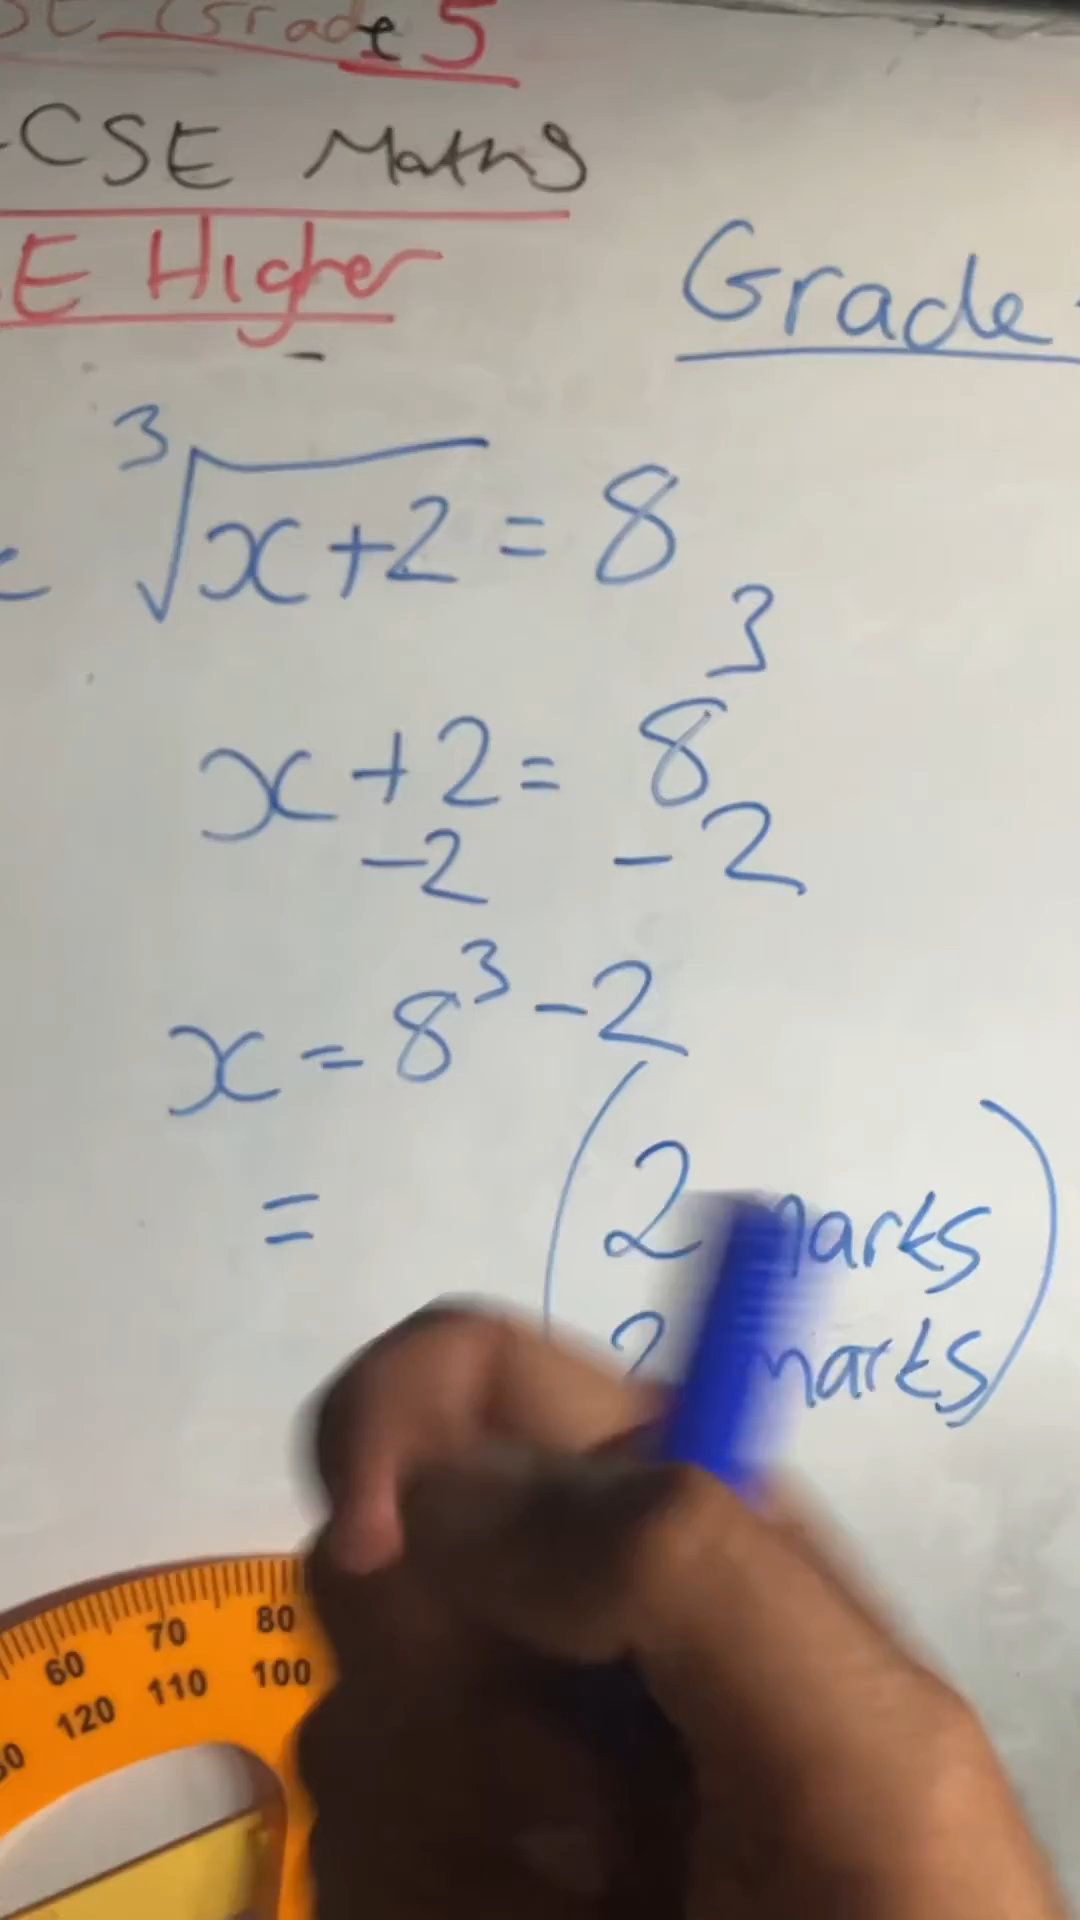 Grade 5
CSE Maths
E Higher
Grade
∛x+2 = 8
x+2 = 8³
-2 -2
x = 8³ -2
=
(2 marks
2 marks)
60 70 80
120 110 100